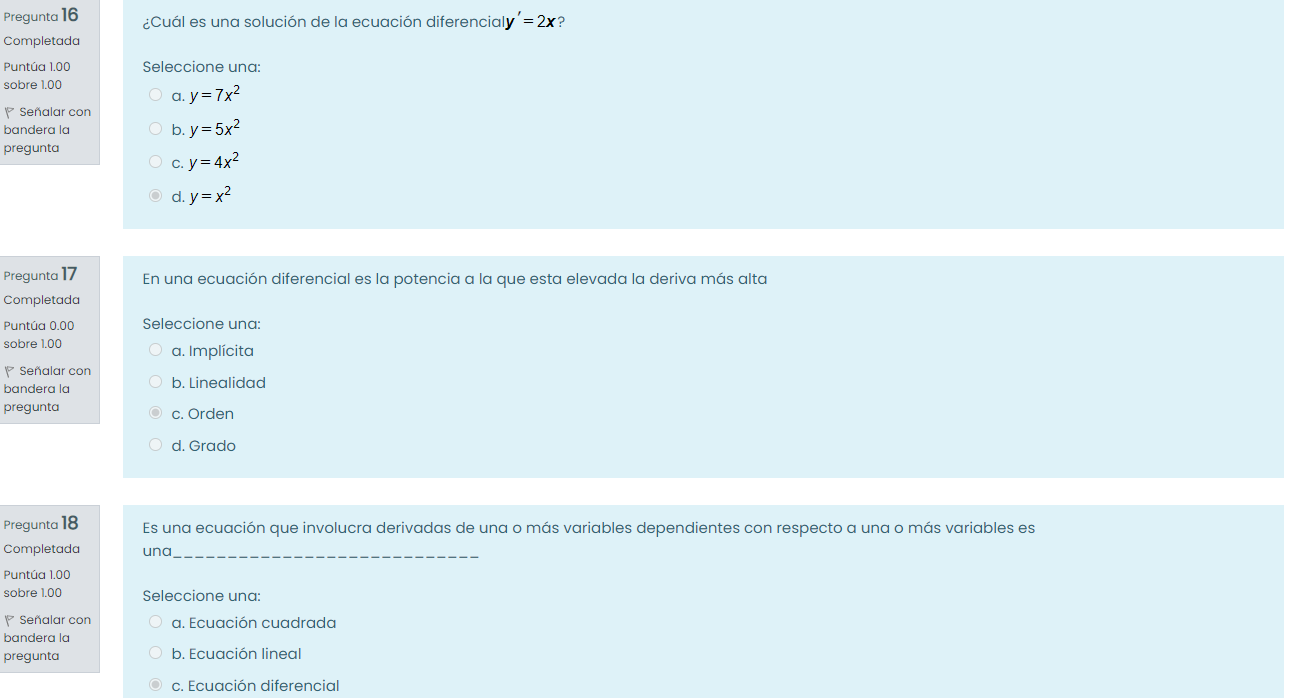 Pregunta 16
Completada
Puntúa 1.00
sobre 1.00
Señalar con
bandera la
pregunta
¿Cuál es una solución de la ecuación diferencialy′=2x?
Seleccione una:
a. y=7x²
b. y=5x²
c. y=4x²
d. y=x²
Pregunta 17
Completada
Puntúa 0.00
sobre 1.00
Señalar con
bandera la
pregunta
En una ecuación diferencial es la potencia a la que esta elevada la deriva más alta
Seleccione una:
a. Implícita
b. Linealidad
c. Orden
d. Grado
Pregunta 18
Completada
Puntúa 1.00
sobre 1.00
Señalar con
bandera la
pregunta
Es una ecuación que involucra derivadas de una o más variables dependientes con respecto a una o más variables es
una____________________________
Seleccione una:
a. Ecuación cuadrada
b. Ecuación lineal
c. Ecuación diferencial